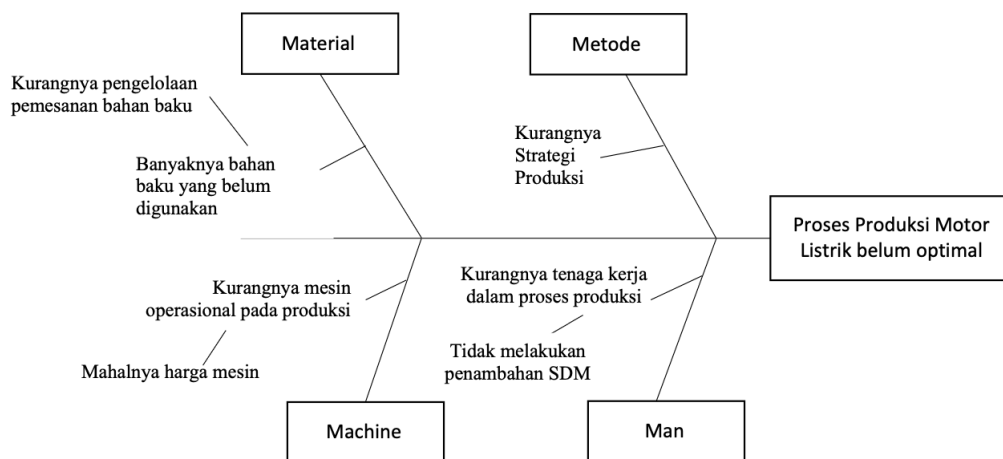 Material
Metode
Kurangnya pengelolaan
pemesanan bahan baku
Banyaknya bahan
baku yang belum
digunakan
Kurangnya
Strategi
Produksi
Proses Produksi Motor
Listrik belum optimal
Kurangnya mesin
operasional pada produksi
Mahalnya harga mesin
Kurangnya tenaga kerja
dalam proses produksi
Tidak melakukan
penambahan SDM
Machine
Man